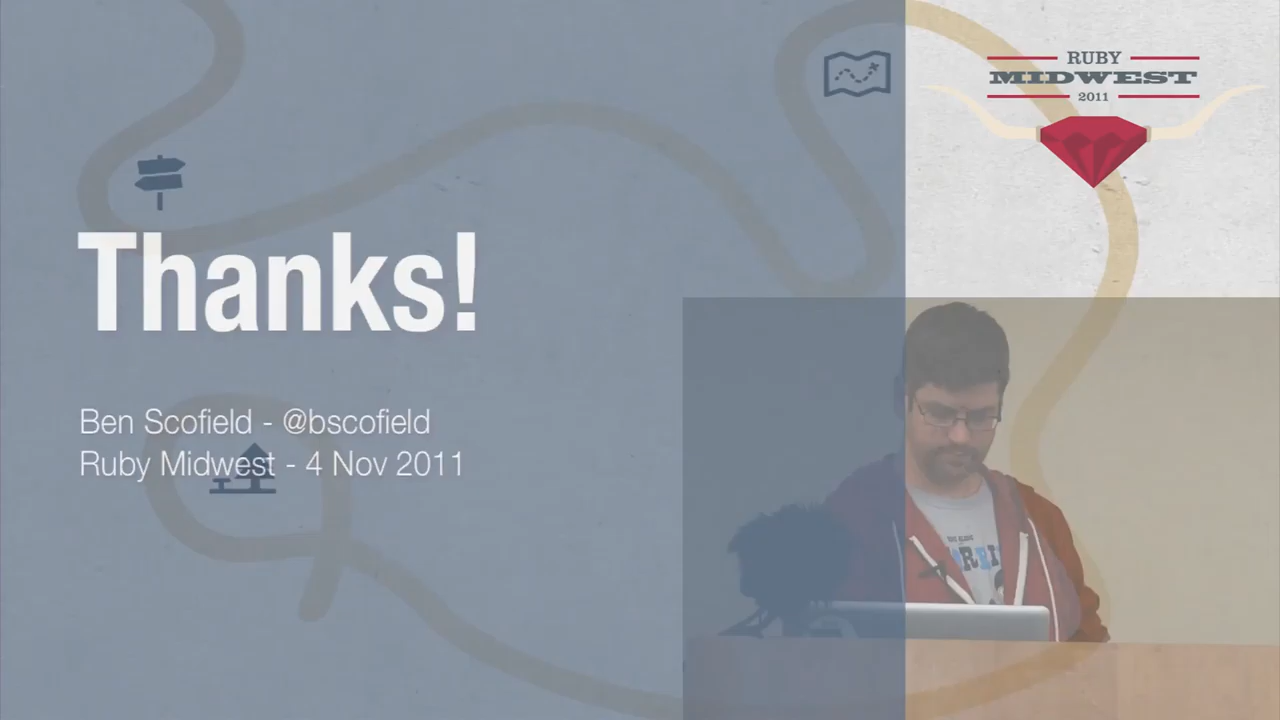 RUBY
MIDWEST
2011
Thanks!
Ben Scofield - @bscofield
Ruby Midwest - 4 Nov 2011